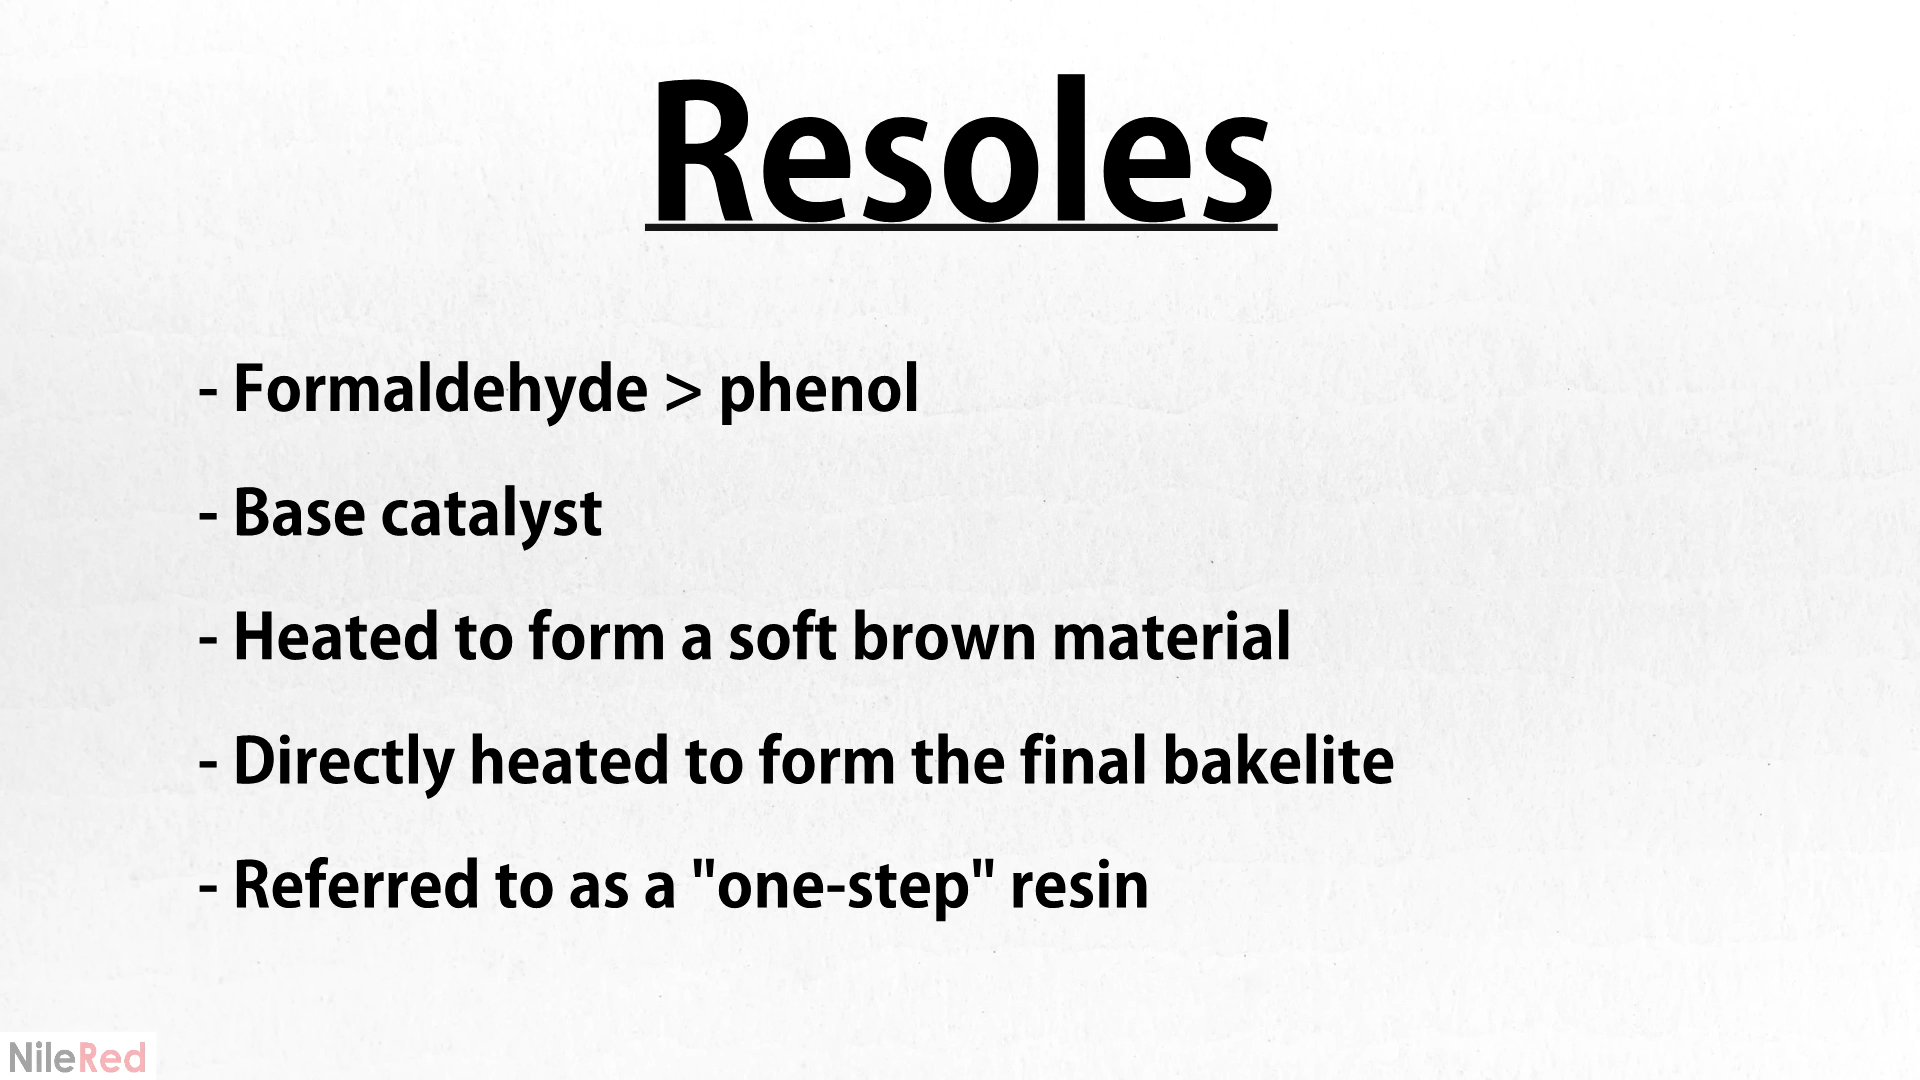 Resoles
- Formaldehyde > phenol
- Base catalyst
- Heated to form a soft brown material
- Directly heated to form the final bakelite
- Referred to as a "one-step" resin
NileRed